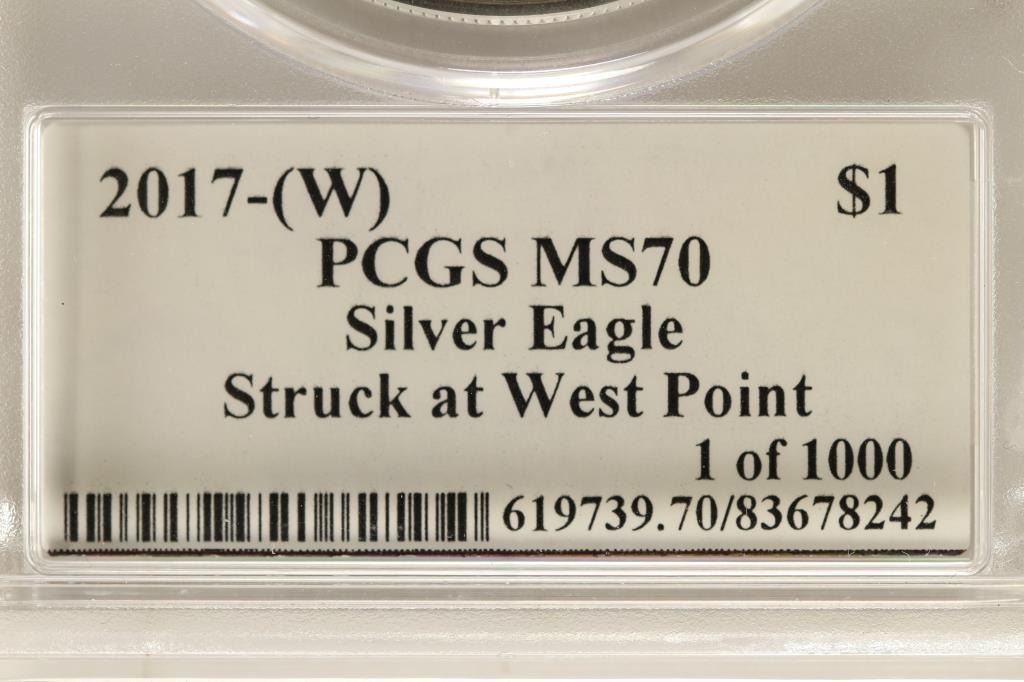 2017-(W) $1
PCGS MS70
Silver Eagle
Struck at West Point
1 of 1000
619739.70/83678242